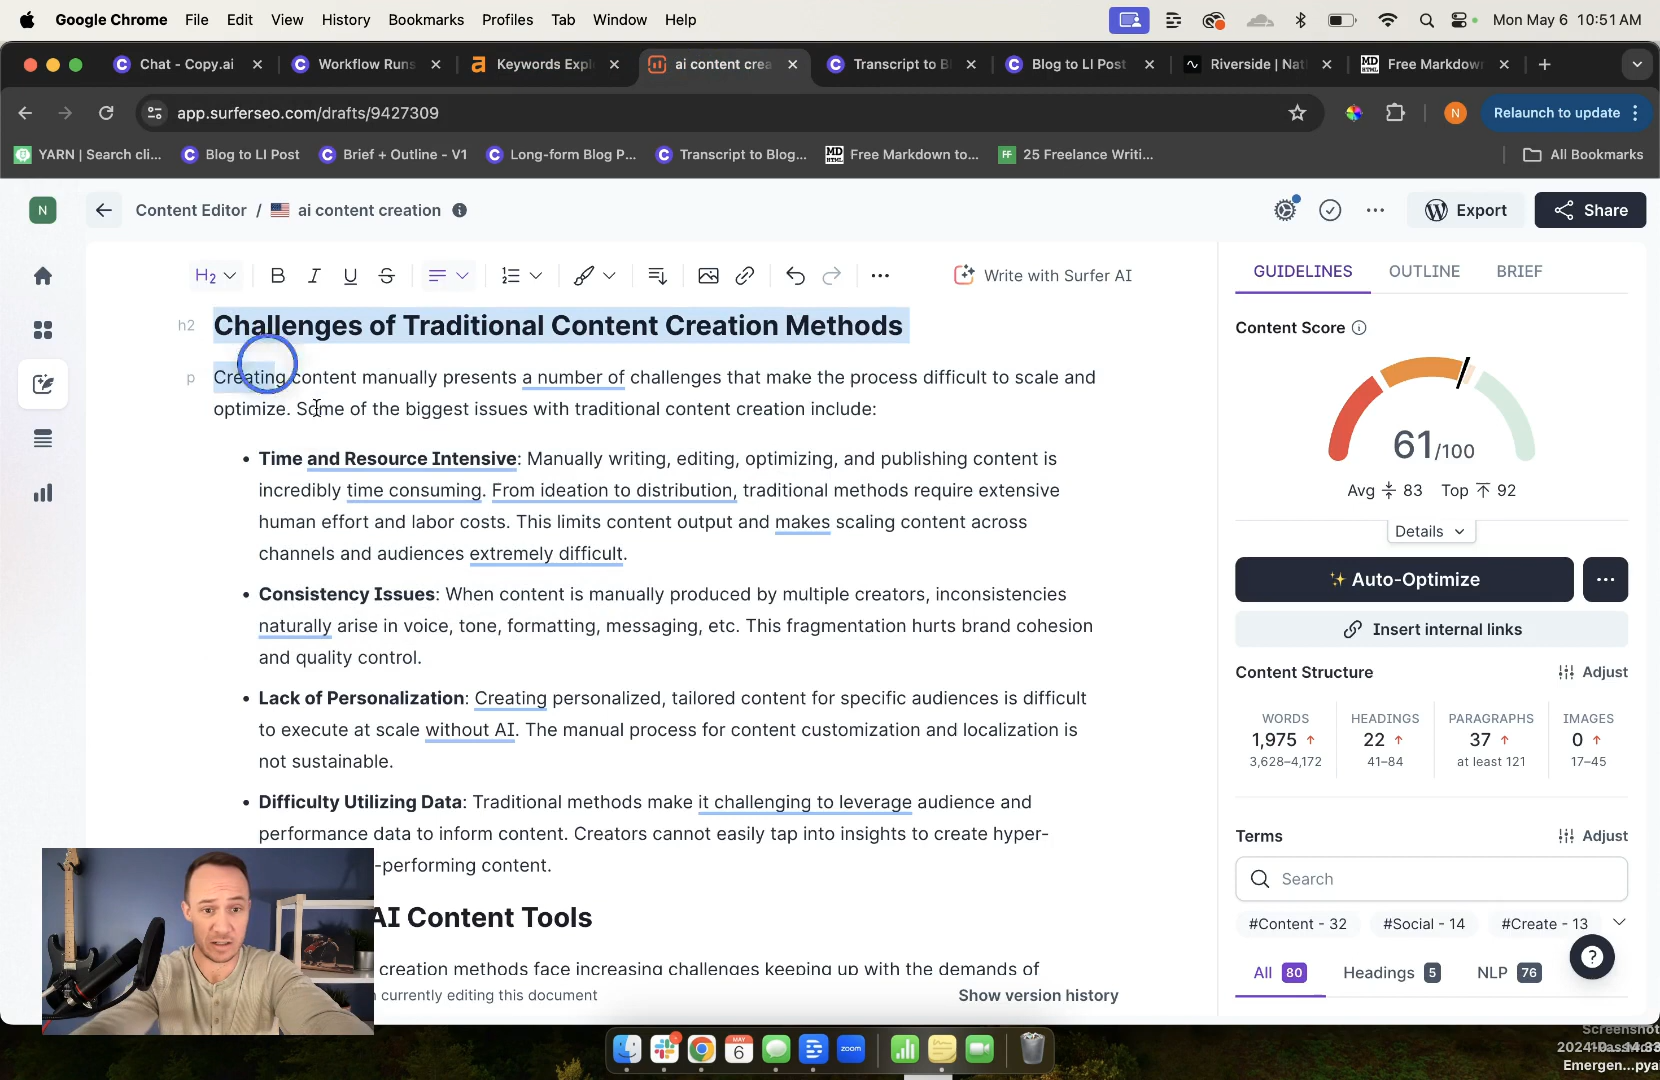 Google Chrome File Edit View History Bookmarks Profiles Tab Window Help Mon May 6 10:51 AM
Chat - Copy.ai Workflow Runs Keywords Expl ai content crea Transcript to Bl Blog to LI Post Riverside | Nat Free Markdown
app.surferseo.com/drafts/9427309 N Relaunch to update
YARN | Search cli... Blog to LI Post Brief + Outline - V1 Long-form Blog P... Transcript to Blog... Free Markdown to... FF 25 Freelance Writi... All Bookmarks
N Content Editor / ai content creation Export Share
H2 B I U S Write with Surfer AI
GUIDELINES OUTLINE BRIEF
h2 Challenges of Traditional Content Creation Methods
p Creating content manually presents a number of challenges that make the process difficult to scale and
optimize. Some of the biggest issues with traditional content creation include:
• Time and Resource Intensive: Manually writing, editing, optimizing, and publishing content is
incredibly time consuming. From ideation to distribution, traditional methods require extensive
human effort and labor costs. This limits content output and makes scaling content across
channels and audiences extremely difficult.
• Consistency Issues: When content is manually produced by multiple creators, inconsistencies
naturally arise in voice, tone, formatting, messaging, etc. This fragmentation hurts brand cohesion
and quality control.
• Lack of Personalization: Creating personalized, tailored content for specific audiences is difficult
to execute at scale without AI. The manual process for content customization and localization is
not sustainable.
• Difficulty Utilizing Data: Traditional methods make it challenging to leverage audience and
performance data to inform content. Creators cannot easily tap into insights to create hyper-
-performing content.
AI Content Tools
creation methods face increasing challenges keeping up with the demands of
currently editing this document Show version history
Content Score
61/100
Avg 83 Top 92
Details
Auto-Optimize
Insert internal links
Content Structure Adjust
WORDS HEADINGS PARAGRAPHS IMAGES
1,975 22 37 0
3,628–4,172 41–84 at least 121 17–45
Terms Adjust
Search
#Content - 32 #Social - 14 #Create - 13
All 80 Headings 5 NLP 76
MAY
6 zoom
Screenshot
Emergen...pya